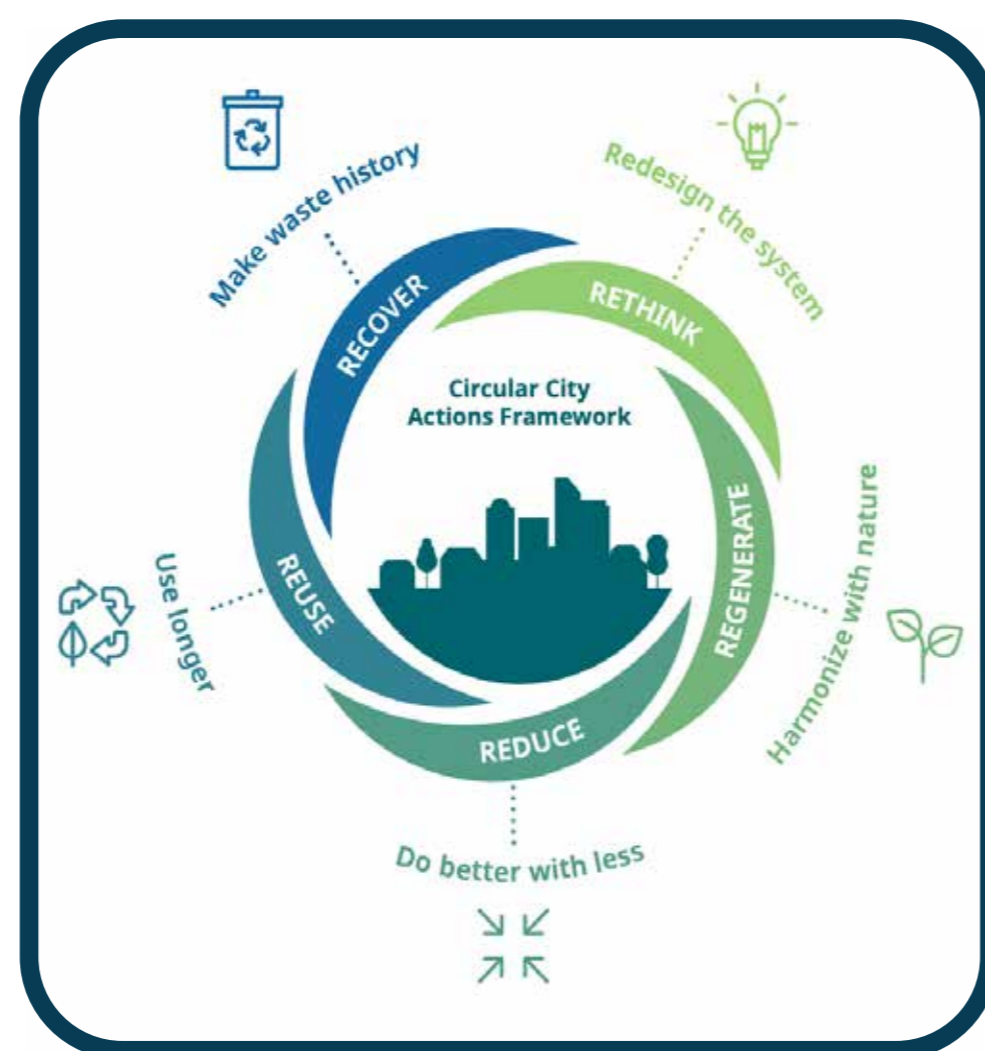 Circular City
Actions Framework
RETHINK
Redesign the system
REGENERATE
Harmonize with nature
REDUCE
Do better with less
REUSE
Use longer
RECOVER
Make waste history